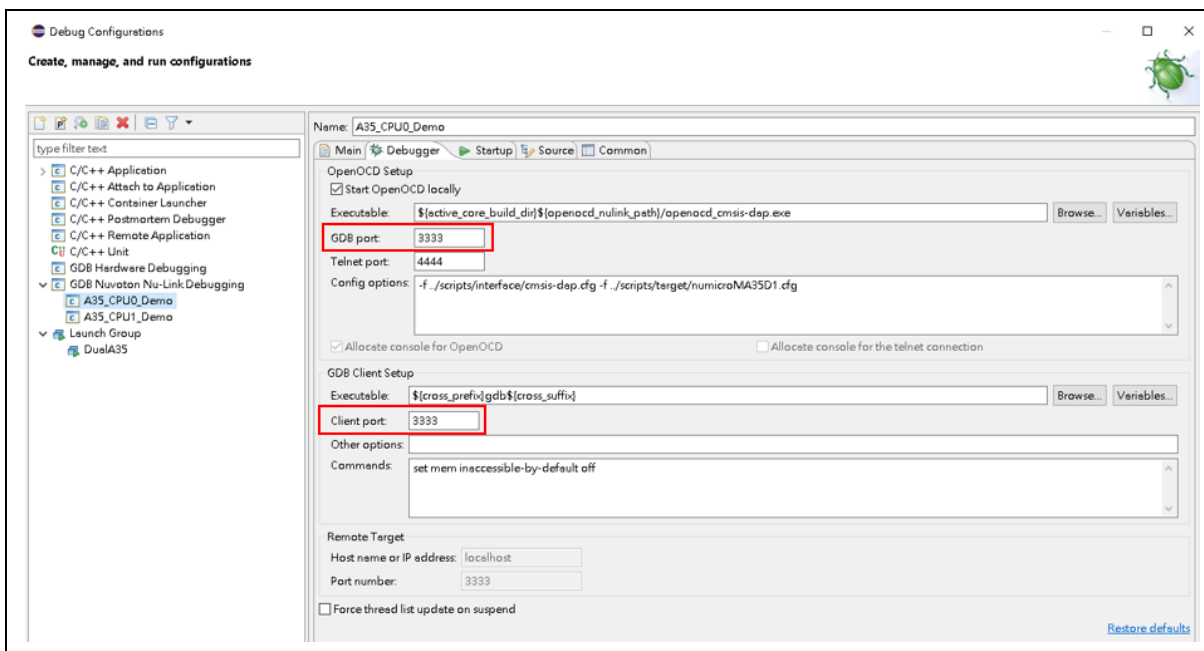 Debug Configurations
Create, manage, and run configurations
type filter text
C/C++ Application
C/C++ Attach to Application
C/C++ Container Launcher
C/C++ Postmortem Debugger
C/C++ Remote Application
C/C++ Unit
GDB Hardware Debugging
GDB Nuvoton Nu-Link Debugging
A35_CPU0_Demo
A35_CPU1_Demo
Launch Group
DualA35
Name: A35_CPU0_Demo
Main Debugger Startup Source Common
OpenOCD Setup
Start OpenOCD locally
Executable: ${active_core_build_dir}${openocd_nulink_path}/openocd_cmsis-dap.exe Browse... Variables...
GDB port: 3333
Telnet port: 4444
Config options: -f ../scripts/interface/cmsis-dap.cfg -f ../scripts/target/numicroMA35D1.cfg
Allocate console for OpenOCD Allocate console for the telnet connection
GDB Client Setup
Executable: ${cross_prefix}gdb${cross_suffix} Browse... Variables...
Client port: 3333
Other options:
Commands: set mem inaccessible-by-default off
Remote Target
Host name or IP address: localhost
Port number: 3333
Force thread list update on suspend
Restore defaults